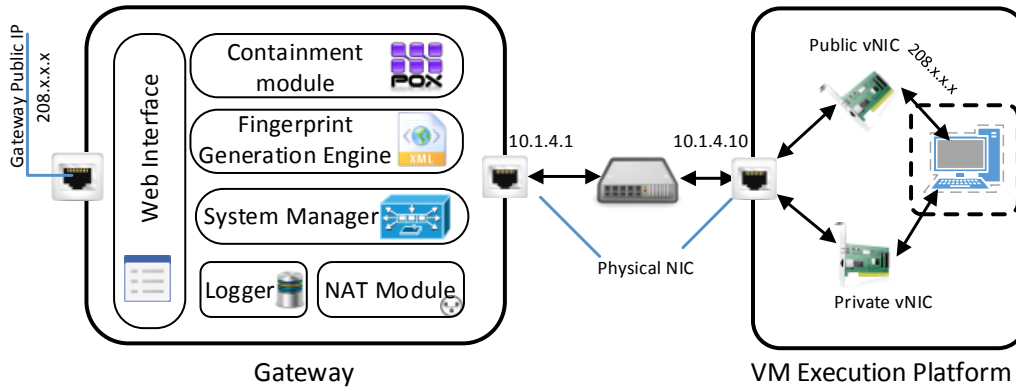 Gateway Public IP
208.x.x.x
Web Interface
Containment
module
POX
Fingerprint
Generation Engine
XML
System Manager
Logger
NAT Module
Gateway
10.1.4.1
10.1.4.10
Physical NIC
Public vNIC
208.x.x.x
Private vNIC
VM Execution Platform